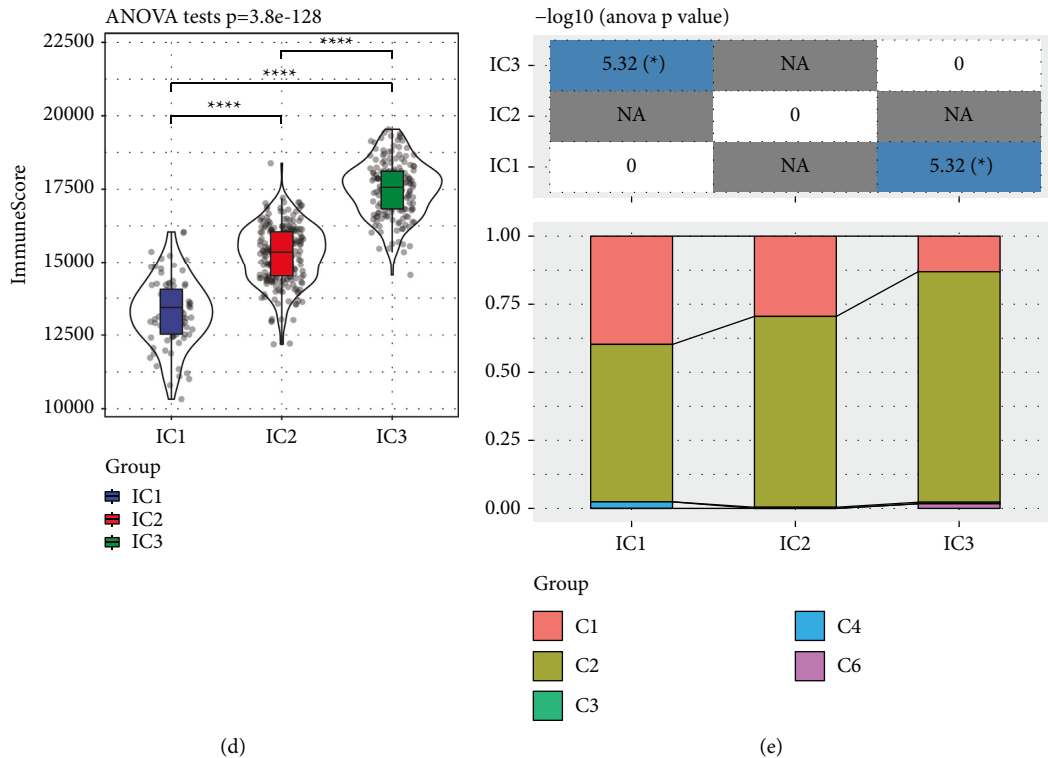 ANOVA tests p=3.8e-128
ImmuneScore
22500
20000
17500
15000
12500
10000
****
****
****
IC1 IC2 IC3
Group
IC1
IC2
IC3
(d)
−log10 (anova p value)
IC3 5.32 (*) NA 0
IC2 NA 0 NA
IC1 0 NA 5.32 (*)
1.00
0.75
0.50
0.25
0.00
IC1 IC2 IC3
Group
C1
C2
C3
C4
C6
(e)